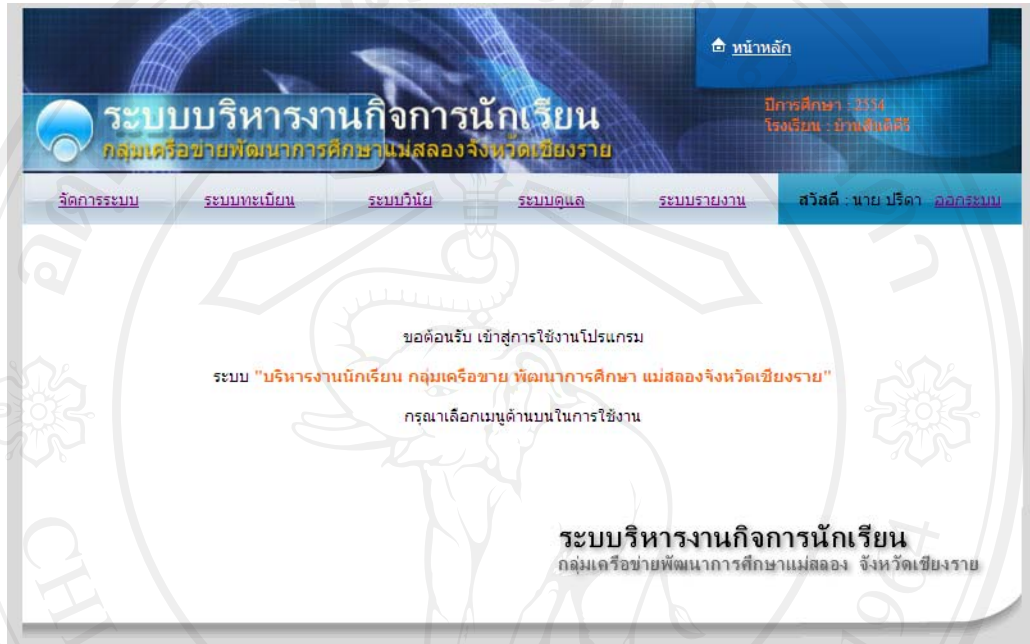 หน้าหลัก
ปีการศึกษา : 2554
โรงเรียน : บ้านสันติคีรี
ระบบบริหารงานกิจการนักเรียน
กลุ่มเครือข่ายพัฒนาการศึกษาแม่สลองจังหวัดเชียงราย
จัดการระบบ ระบบทะเบียน ระบบวินัย ระบบดูแล ระบบรายงาน สวัสดี : นาย ปรีดา ออกระบบ
ขอต้อนรับ เข้าสู่การใช้งานโปรแกรม
ระบบ "บริหารงานนักเรียน กลุ่มเครือขาย พัฒนาการศึกษา แม่สลองจังหวัดเชียงราย"
กรุณาเลือกเมนูด้านบนในการใช้งาน
ระบบบริหารงานกิจการนักเรียน
กลุ่มเครือข่ายพัฒนาการศึกษาแม่สลอง จังหวัดเชียงราย